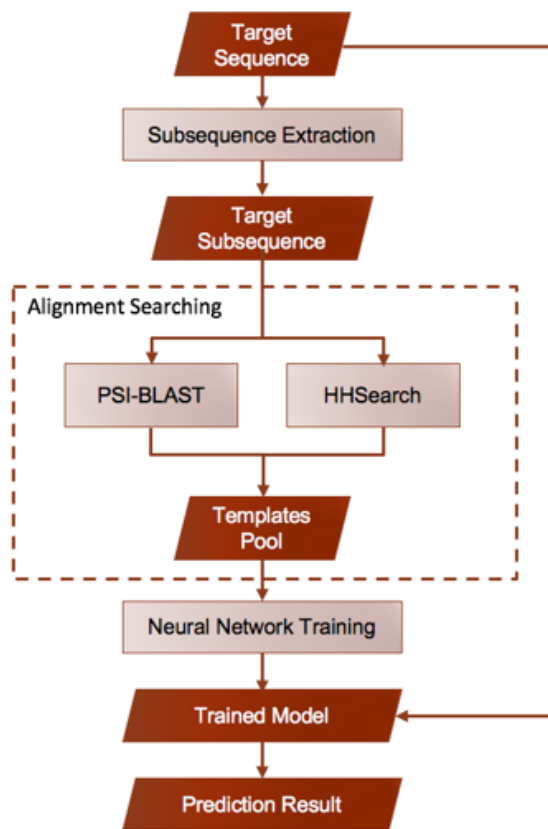 Target
Sequence
Subsequence Extraction
Target
Subsequence
Alignment Searching
PSI-BLAST
HHSearch
Templates
Pool
Neural Network Training
Trained Model
Prediction Result